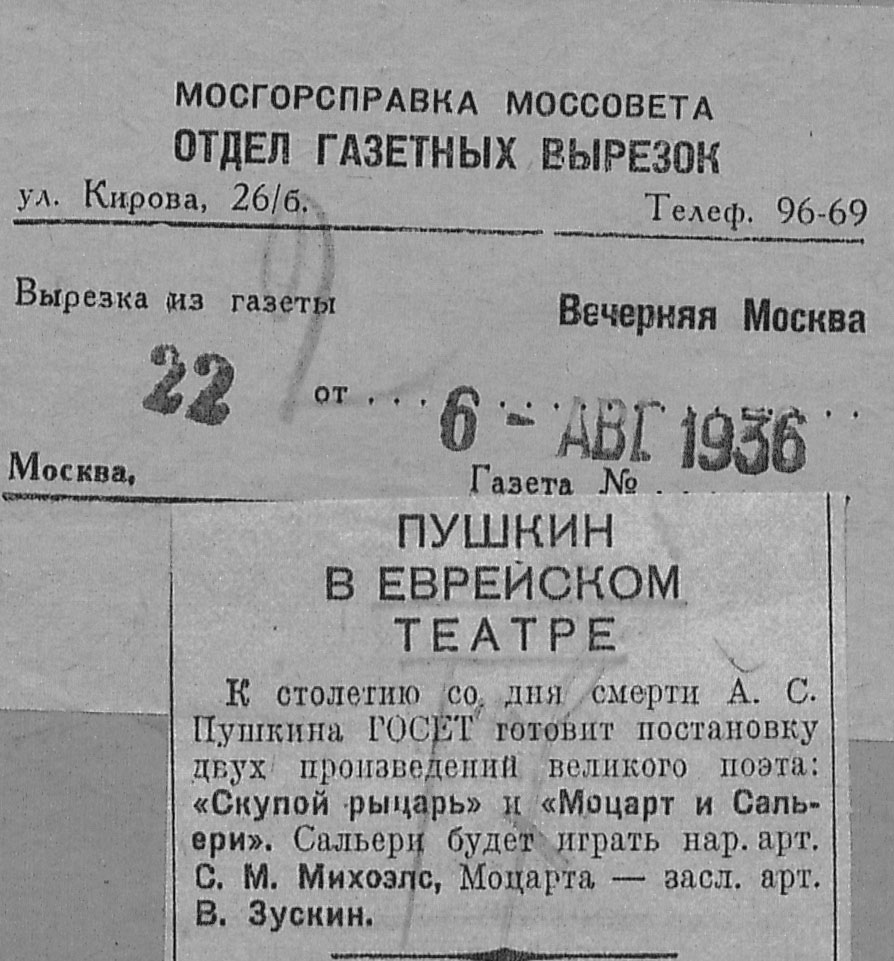 МОСГОРСПРАВКА МОССОВЕТА
ОТДЕЛ ГАЗЕТНЫХ ВЫРЕЗОК
ул. Кирова, 26/б. Телеф. 96-69
Вырезка из газеты Вечерняя Москва
22 от . . . 6 - АВГ 1936
Москва, Газета № . . .
ПУШКИН
В ЕВРЕЙСКОМ
ТЕАТРЕ
К столетию со дня смерти А. С.
Пушкина ГОСЕТ готовит постановку
двух произведений великого поэта:
«Скупой рыцарь» и «Моцарт и Саль-
ери». Сальери будет играть нар. арт.
С. М. Михоэлс, Моцарта — засл. арт.
В. Зускин.